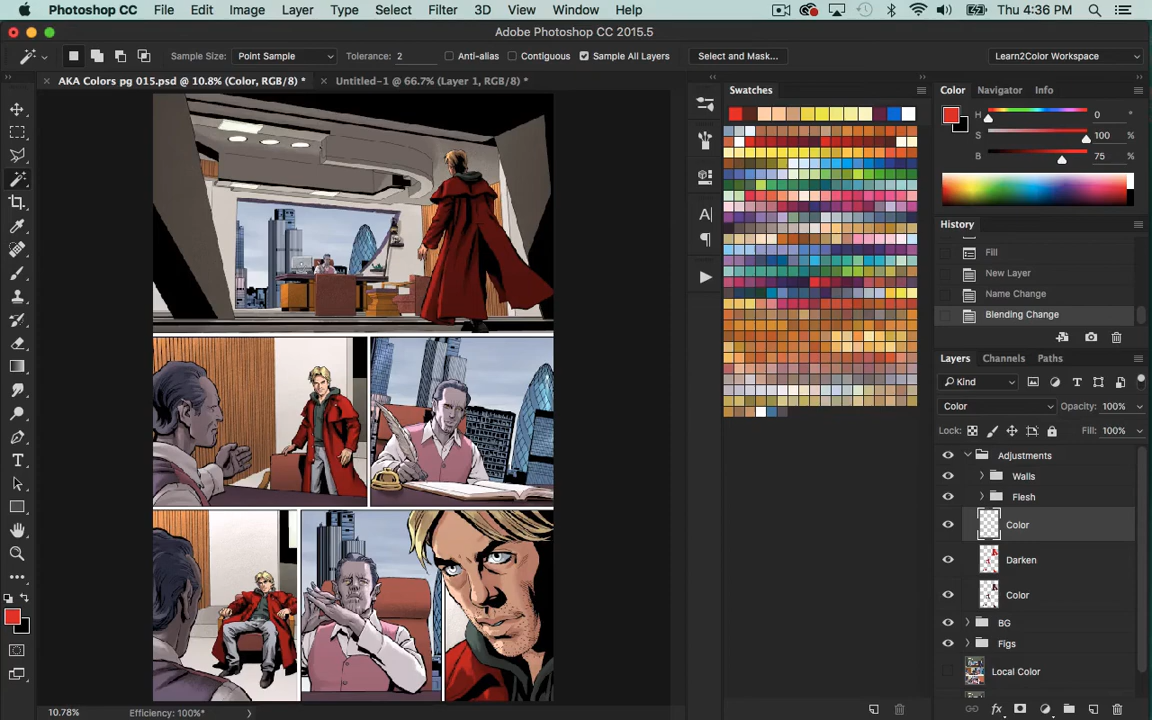 Photoshop CC File Edit Image Layer Type Select Filter 3D View Window Help Thu 4:36 PM
Adobe Photoshop CC 2015.5
Sample Size: Point Sample Tolerance: 2 Anti-alias Contiguous Sample All Layers Select and Mask... Learn2Color Workspace
AKA Colors pg 015.psd @ 10.8% (Color, RGB/8) * Untitled-1 @ 66.7% (Layer 1, RGB/8) *
Swatches
Color Navigator Info
H 0 °
S 100 %
B 75 %
History
Fill
New Layer
Name Change
Blending Change
Layers Channels Paths
Kind
Color Opacity: 100%
Lock: Fill: 100%
Adjustments
Walls
Flesh
Color
Darken
Color
BG
Figs
Local Color
10.78% Efficiency: 100%*